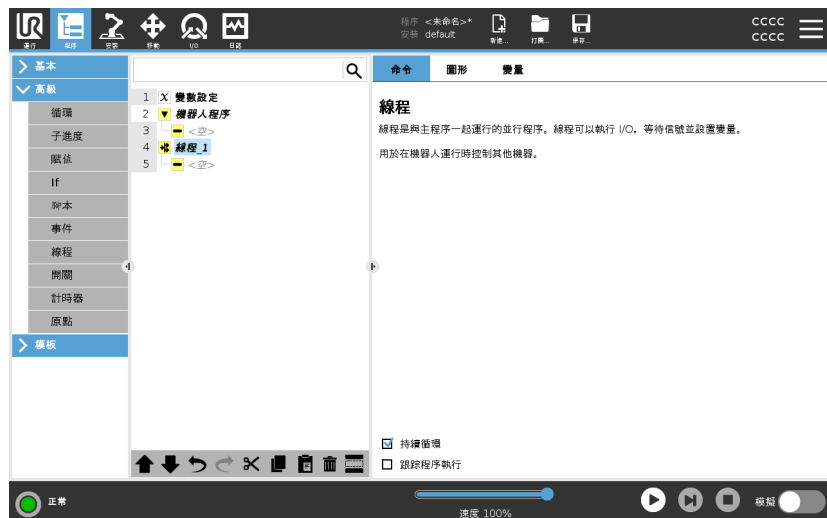 運行
程序
安裝
移動
I/O
日誌
程序 <未命名>*
安裝 default
新建...
打開...
保存...
cccc
cccc
基本
高級
循環
子進度
賦值
If
腳本
事件
線程
開關
計時器
原點
模板
1 X 變數設定
2 機器人程序
3 <空>
4 線程_1
5 <空>
命令 圖形 變量
線程
線程是與主程序一起運行的並行程序。線程可以執行 I/O，等待信號並設置變量。
用於在機器人運行時控制其他機器。
持續循環
跟踪程序執行
正常
速度 100%
模擬